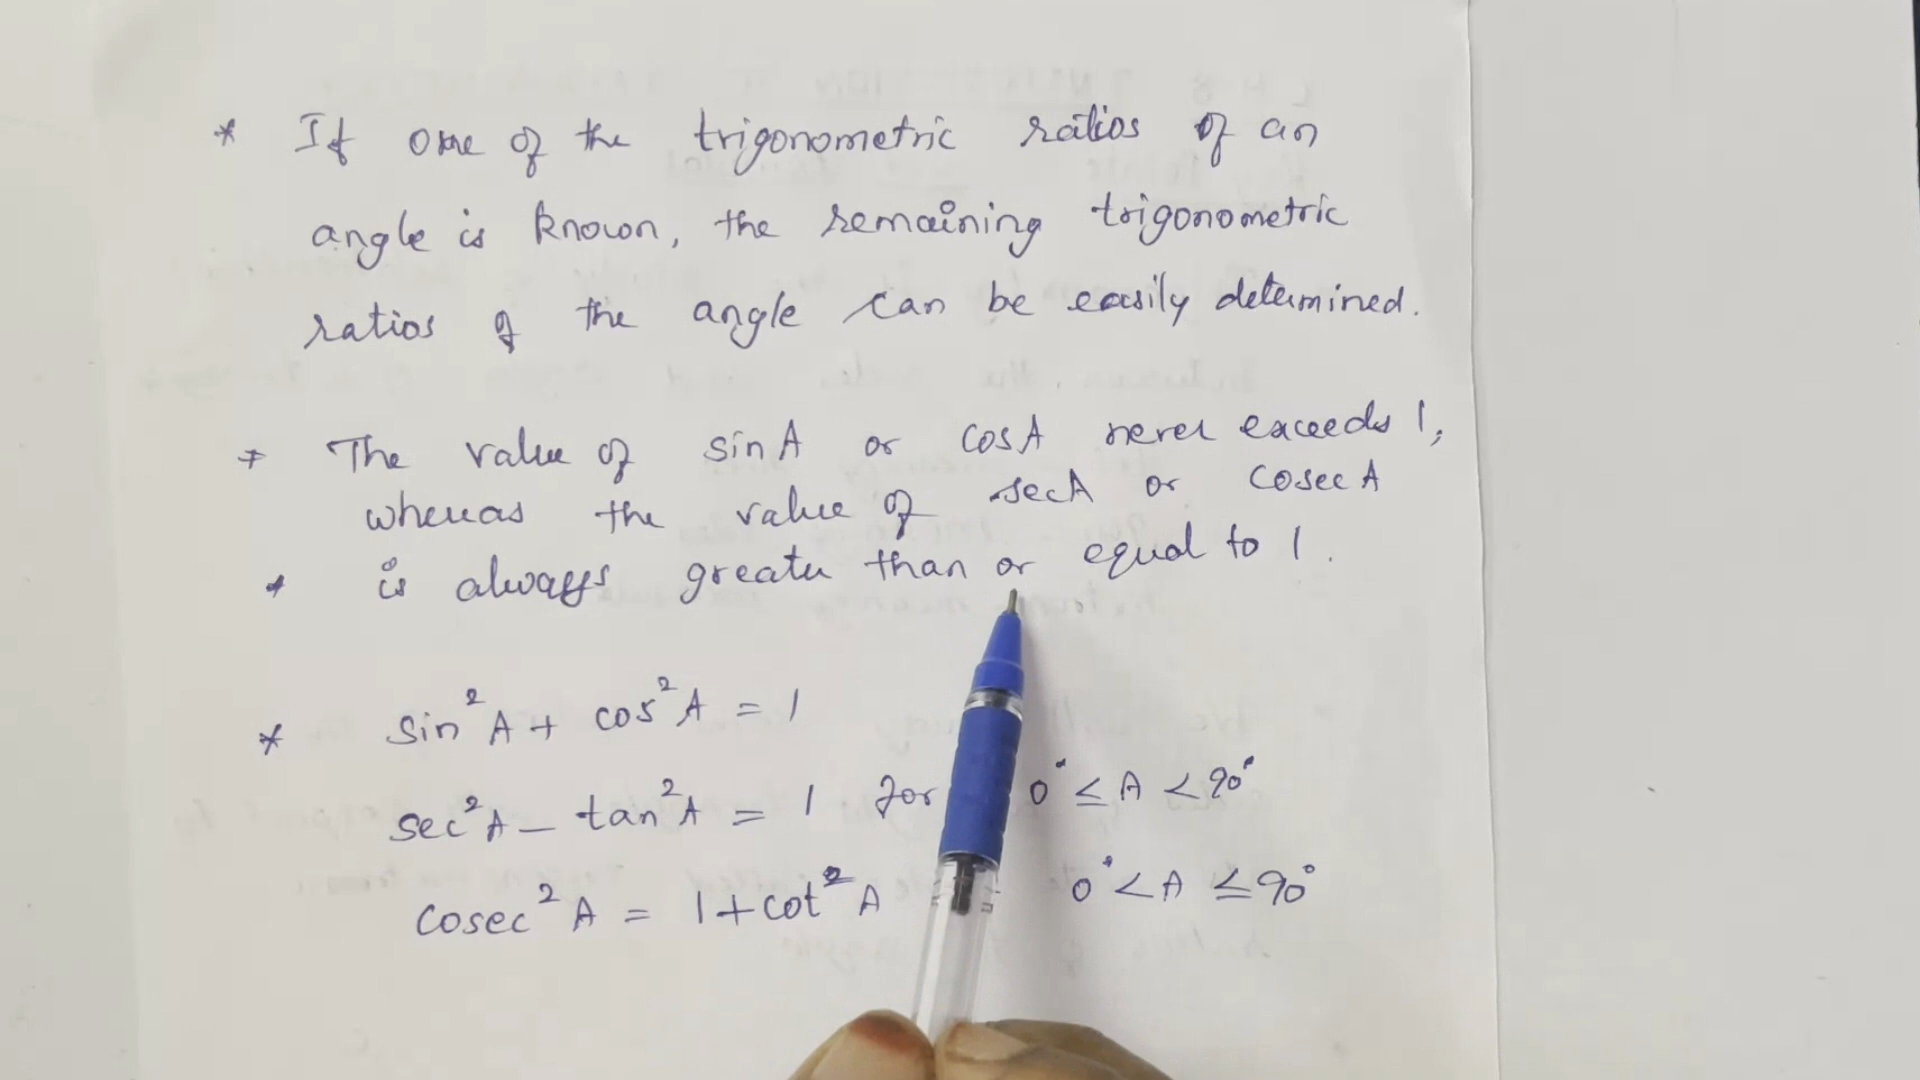 * If one of the trigonometric ratios of an
angle is known, the remaining trigonometric
ratios of the angle can be easily determined.
* The value of sin A or cos A never exceeds 1,
whereas the value of sec A or cosec A
* is always greater than or equal to 1.
* sin²A + cos²A = 1
sec²A – tan²A = 1 for 0° ≤ A < 90°
cosec²A = 1 + cot²A 0° < A ≤ 90°